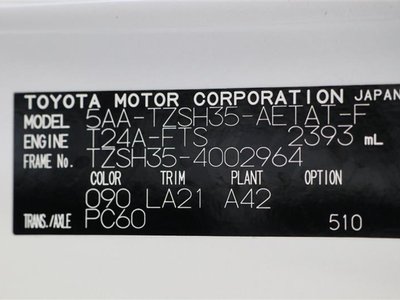 TOYOTA MOTOR CORPORATION JAPAN
MODEL 5AA-TZSH35-AETAT-F
ENGINE T24A-FTS 2393 mL
FRAME No. TZSH35-4002964
COLOR TRIM PLANT OPTION
090 LA21 A42
TRANS./AXLE PC60 510